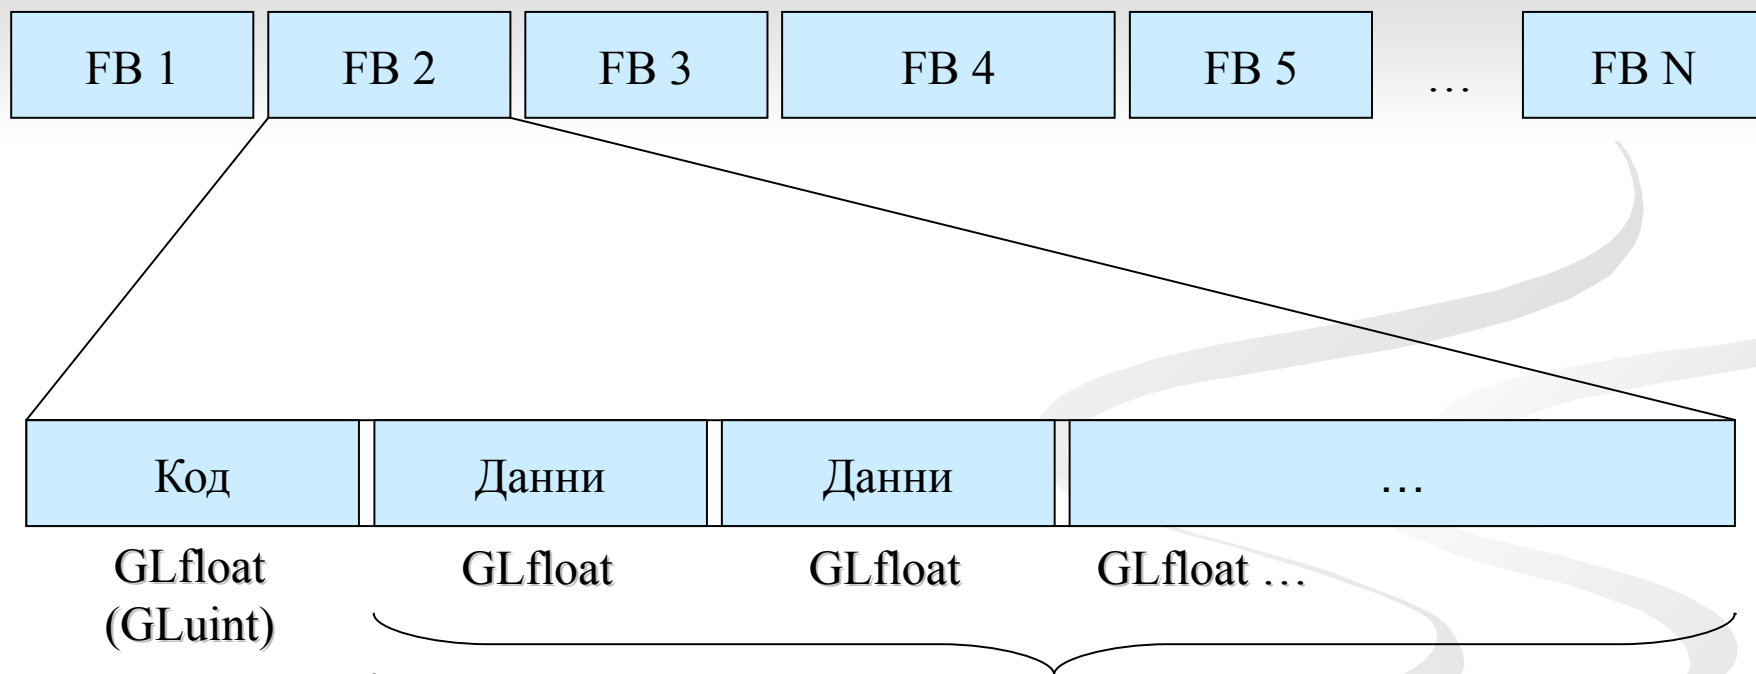 FB 1 FB 2 FB 3 FB 4 FB 5 … FB N
Код Данни Данни …
GLfloat GLfloat GLfloat GLfloat …
(GLuint)